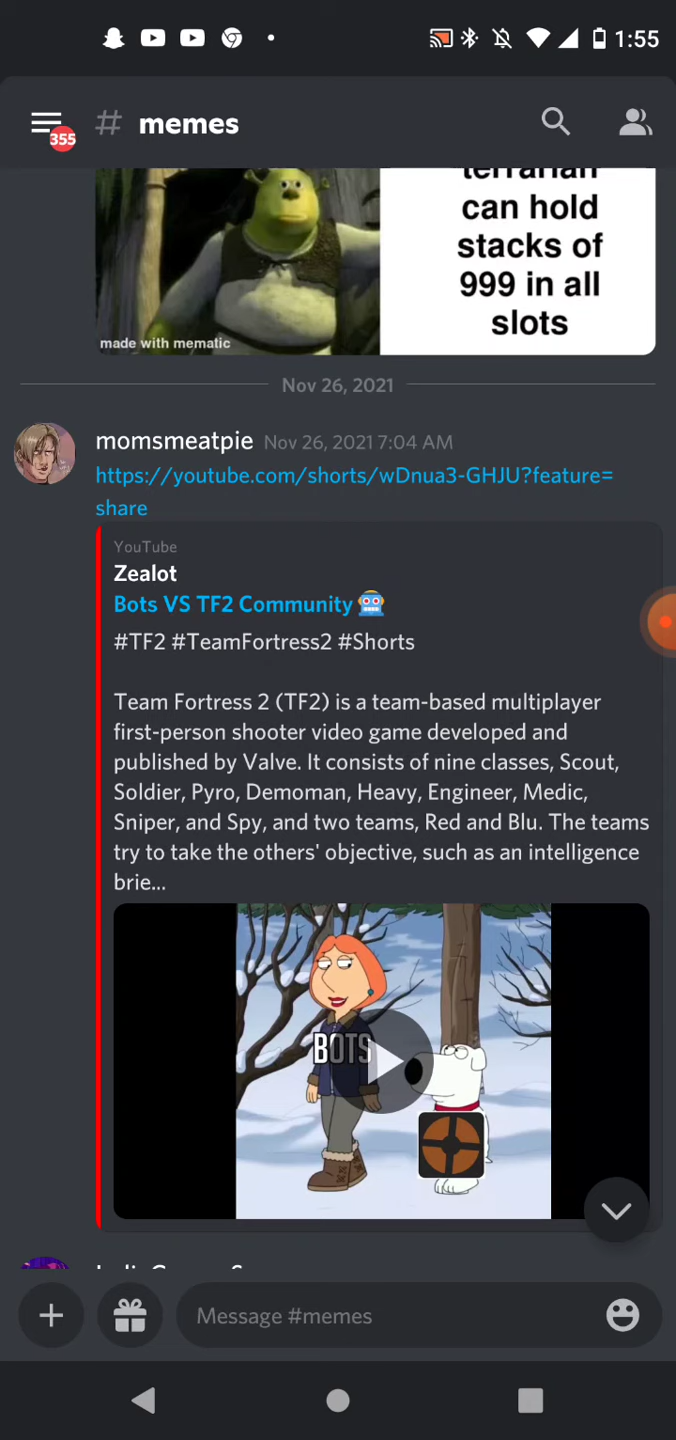 1:55
355
# memes
terrarian
can hold
stacks of
999 in all
slots
made with mematic
Nov 26, 2021
momsmeatpie Nov 26, 2021 7:04 AM
https://youtube.com/shorts/wDnua3-GHJU?feature=
share
YouTube
Zealot
Bots VS TF2 Community 🤖
#TF2 #TeamFortress2 #Shorts
Team Fortress 2 (TF2) is a team-based multiplayer
first-person shooter video game developed and
published by Valve. It consists of nine classes, Scout,
Soldier, Pyro, Demoman, Heavy, Engineer, Medic,
Sniper, and Spy, and two teams, Red and Blu. The teams
try to take the others' objective, such as an intelligence
brie...
BOTS
Message #memes